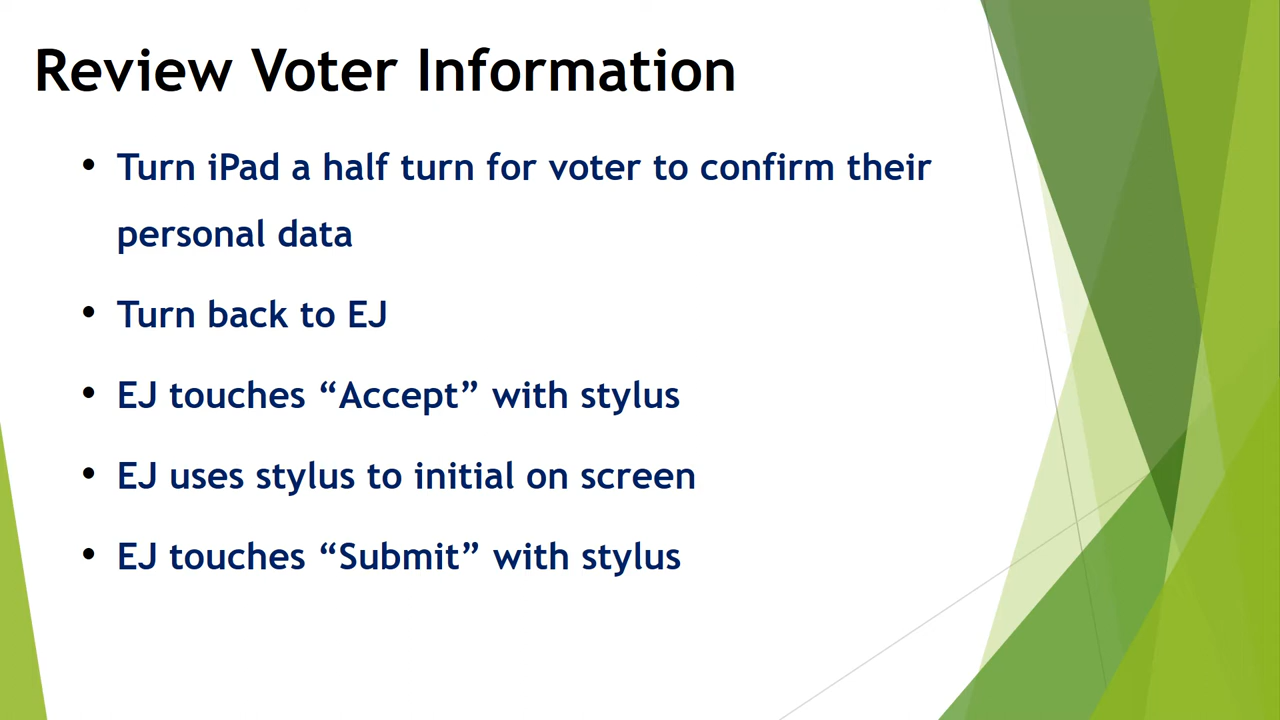 Review Voter Information
• Turn iPad a half turn for voter to confirm their
personal data
• Turn back to EJ
• EJ touches “Accept” with stylus
• EJ uses stylus to initial on screen
• EJ touches “Submit” with stylus